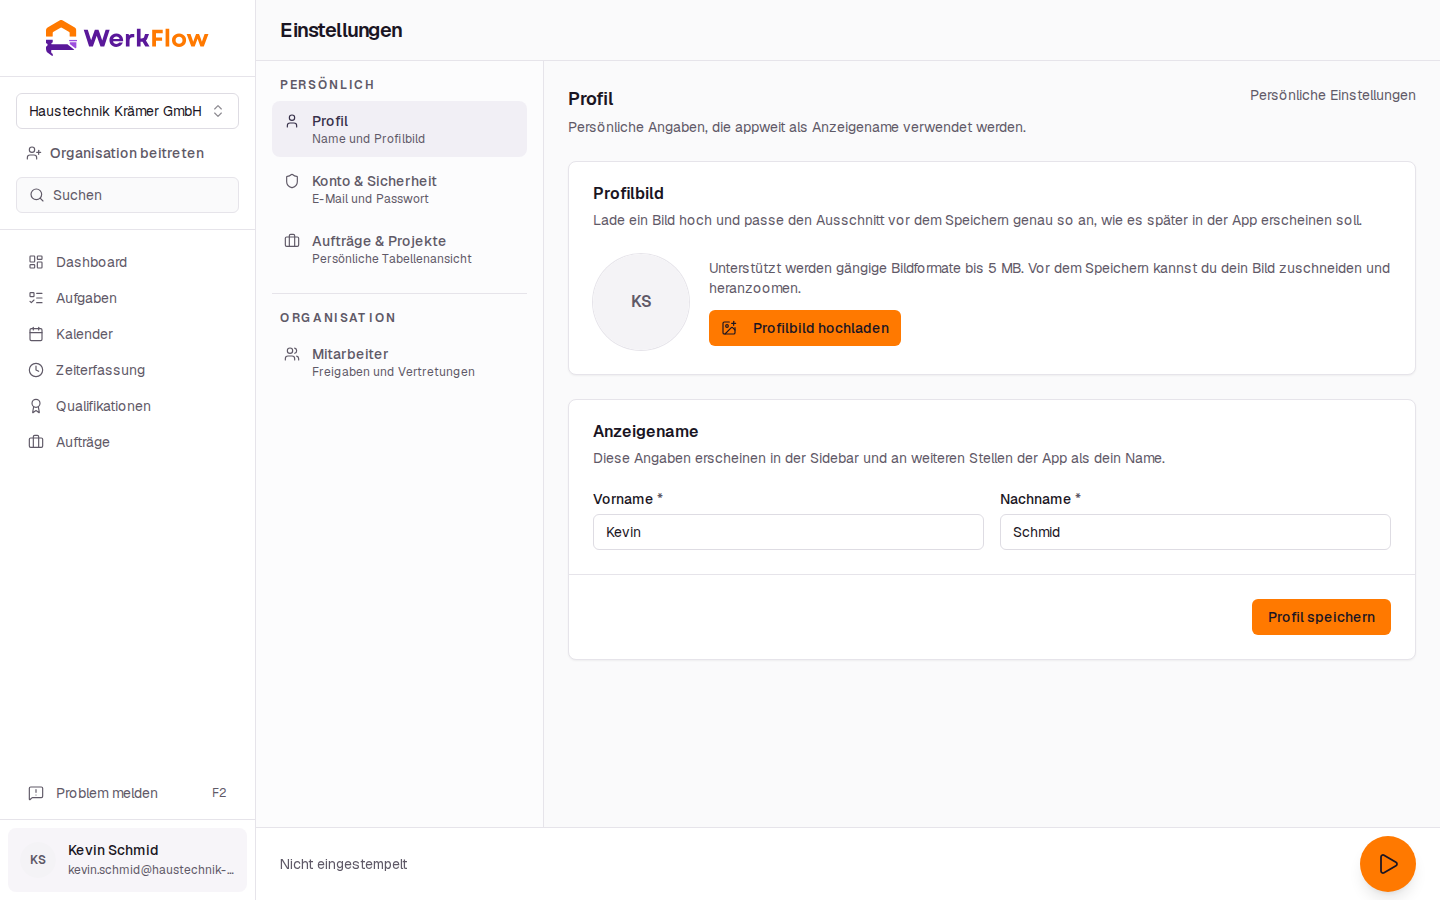 WerkFlow
Haustechnik Krämer GmbH
Organisation beitreten
Suchen
Dashboard
Aufgaben
Kalender
Zeiterfassung
Qualifikationen
Aufträge
Problem melden F2
KS
Kevin Schmid
kevin.schmid@haustechnik-...
Einstellungen
PERSÖNLICH
Profil
Name und Profilbild
Konto & Sicherheit
E-Mail und Passwort
Aufträge & Projekte
Persönliche Tabellenansicht
ORGANISATION
Mitarbeiter
Freigaben und Vertretungen
Profil
Persönliche Einstellungen
Persönliche Angaben, die appweit als Anzeigename verwendet werden.
Profilbild
Lade ein Bild hoch und passe den Ausschnitt vor dem Speichern genau so an, wie es später in der App erscheinen soll.
KS
Unterstützt werden gängige Bildformate bis 5 MB. Vor dem Speichern kannst du dein Bild zuschneiden und
heranzoomen.
Profilbild hochladen
Anzeigename
Diese Angaben erscheinen in der Sidebar und an weiteren Stellen der App als dein Name.
Vorname * Nachname *
Kevin Schmid
Profil speichern
Nicht eingestempelt